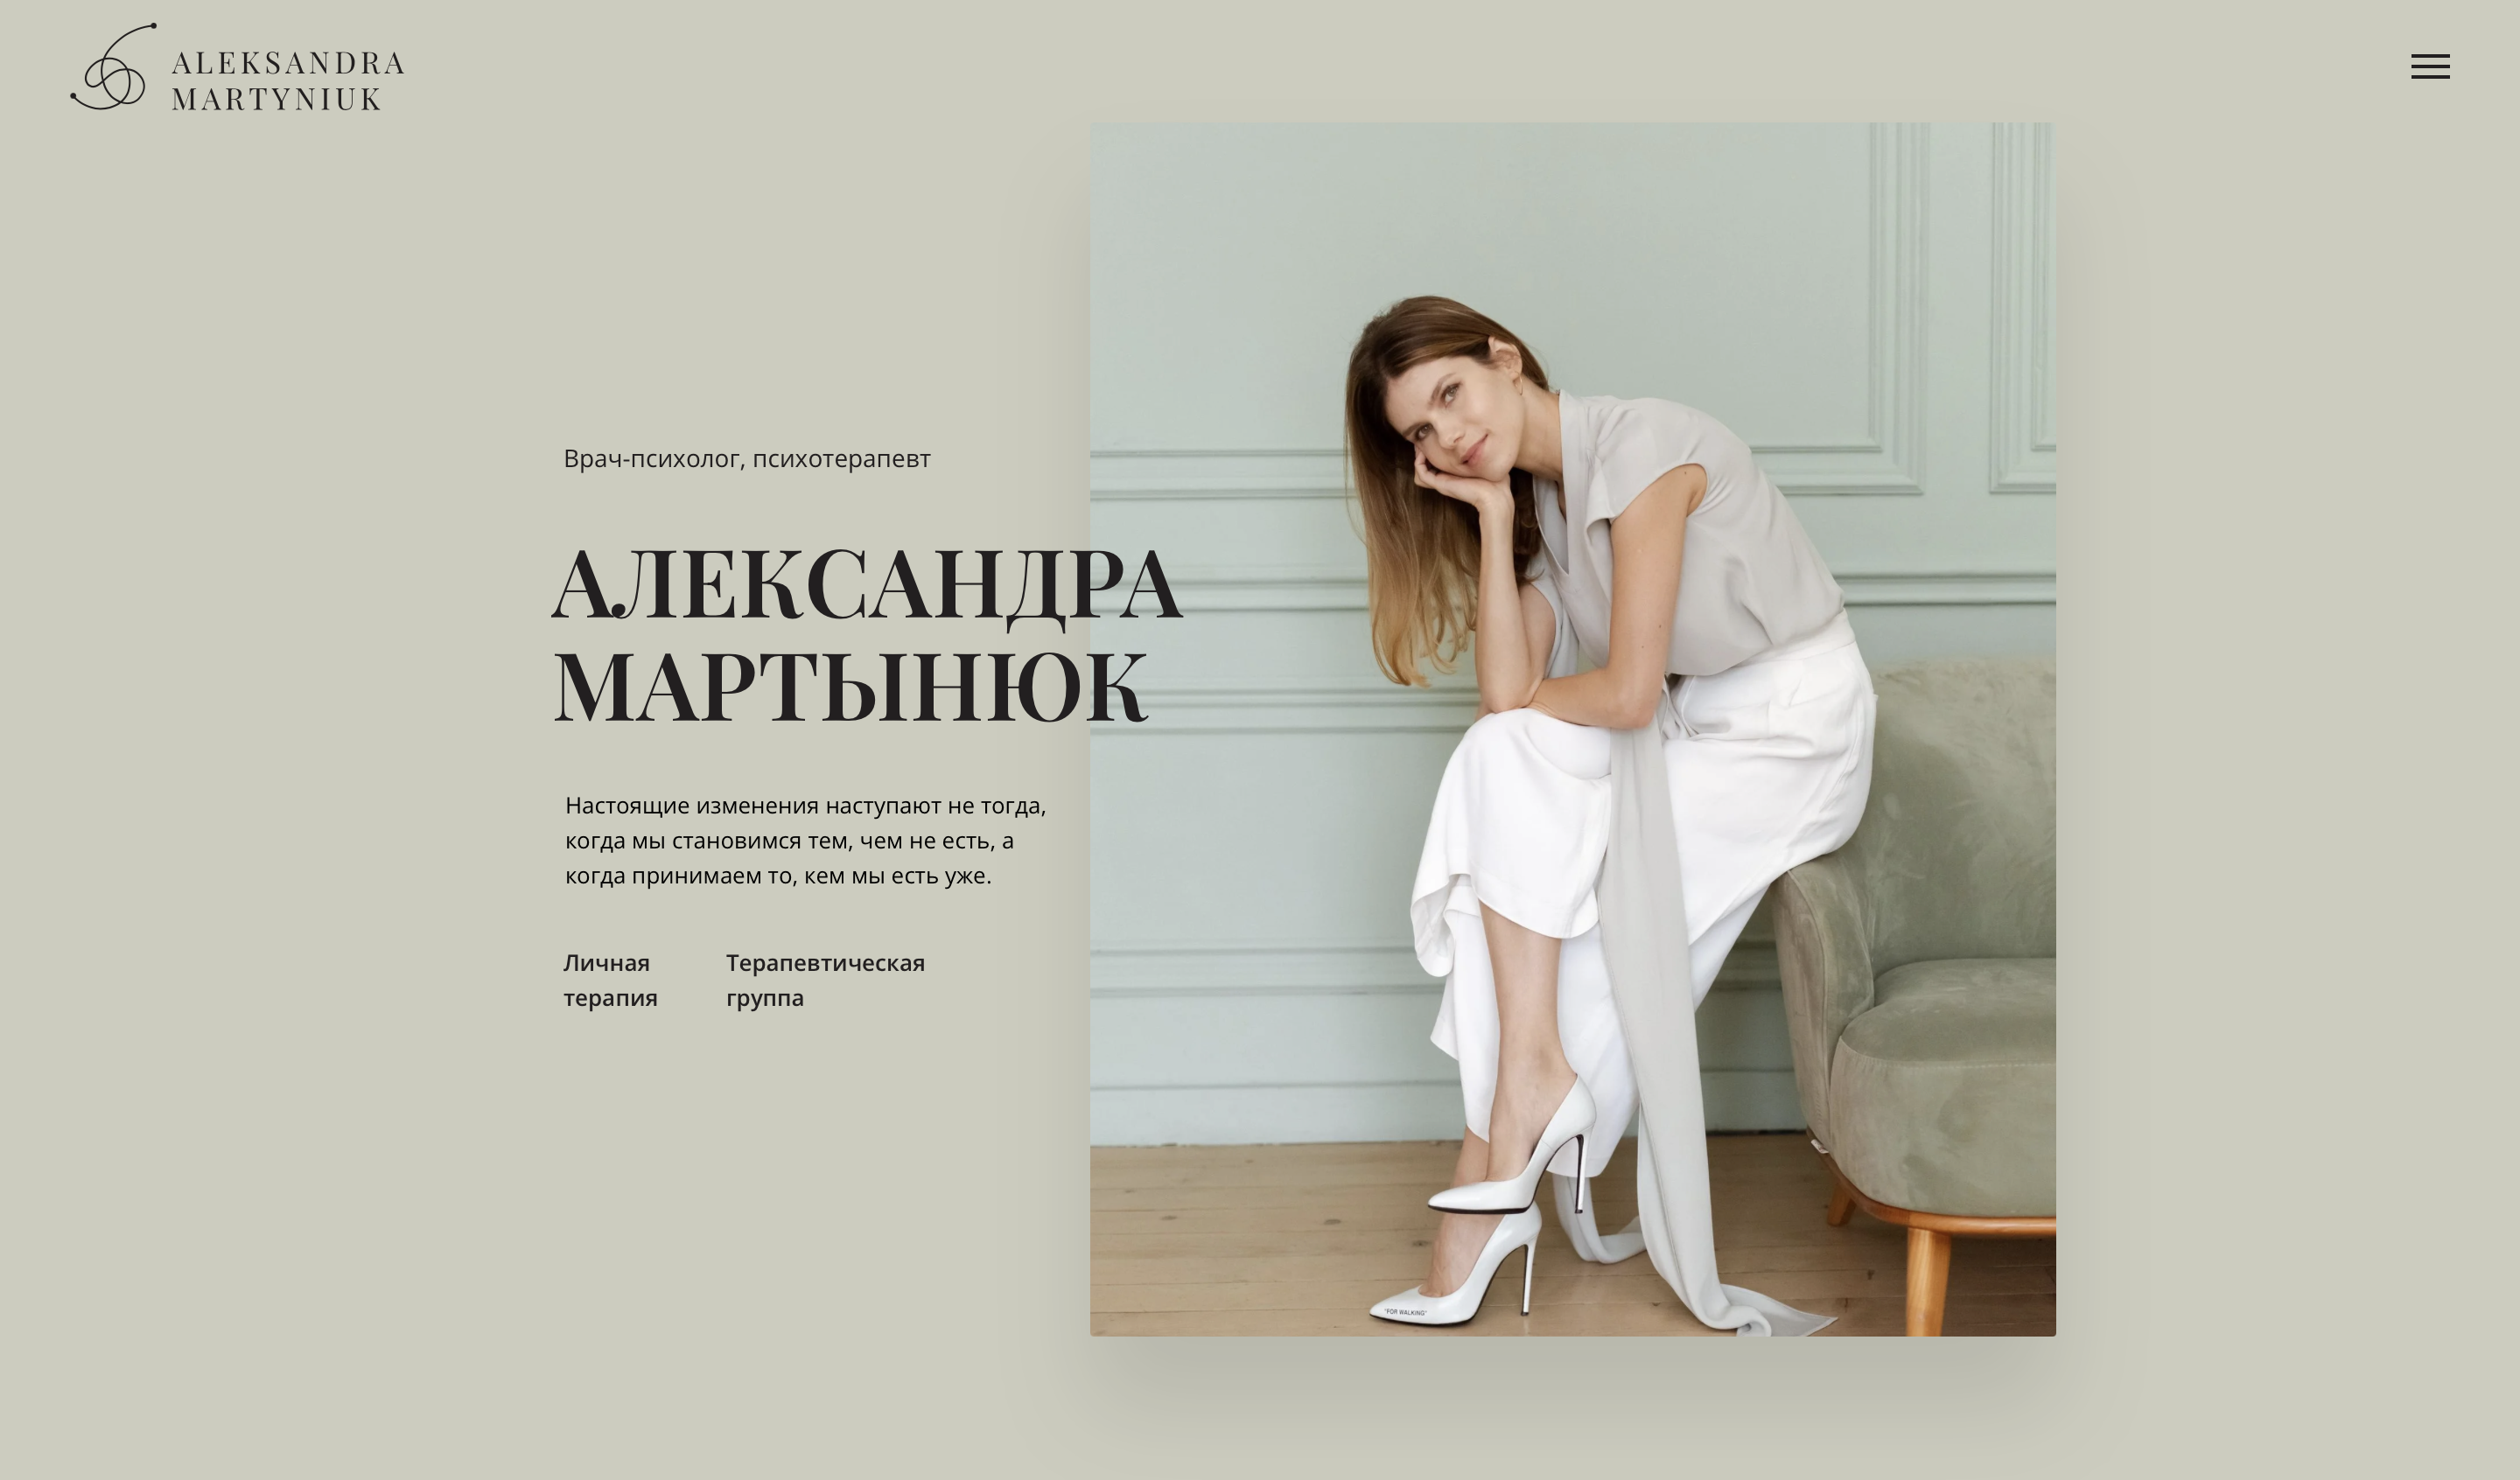 ALEKSANDRA
MARTYNIUK
Врач-психолог, психотерапевт
АЛЕКСАНДРА
МАРТЫНЮК
Настоящие изменения наступают не тогда,
когда мы становимся тем, чем не есть, а
когда принимаем то, кем мы есть уже.
Личная
терапия
Терапевтическая
группа
"FOR WALKING"